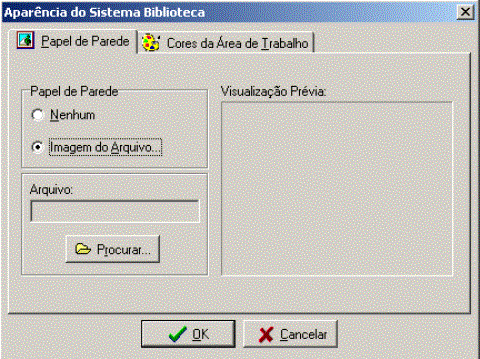 Aparência do Sistema Biblioteca
Papel de Parede
Cores da Área de Trabalho
Papel de Parede
Nenhum
Imagem do Arquivo...
Visualização Prévia:
Arquivo:
Procurar...
OK
Cancelar